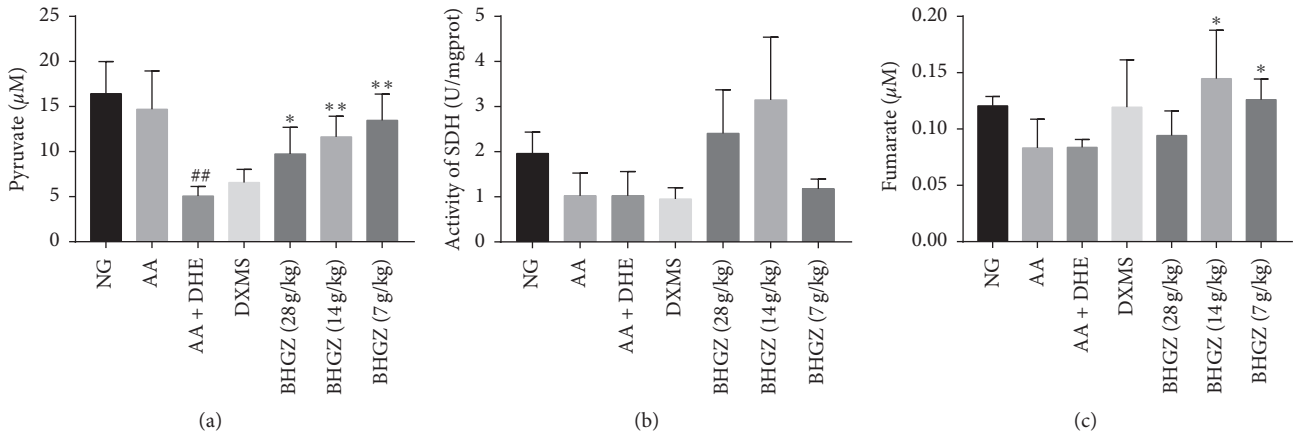 Pyruvate (μM)
25
20
15
10
5
0
##
*
**
**
NG
AA
AA + DHE
DXMS
BHGZ (28 g/kg)
BHGZ (14 g/kg)
BHGZ (7 g/kg)
(a)
Activity of SDH (U/mgprot)
5
4
3
2
1
0
NG
AA
AA + DHE
DXMS
BHGZ (28 g/kg)
BHGZ (14 g/kg)
BHGZ (7 g/kg)
(b)
Fumarate (μM)
0.20
0.15
0.10
0.05
0.00
*
*
NG
AA
AA + DHE
DXMS
BHGZ (28 g/kg)
BHGZ (14 g/kg)
BHGZ (7 g/kg)
(c)